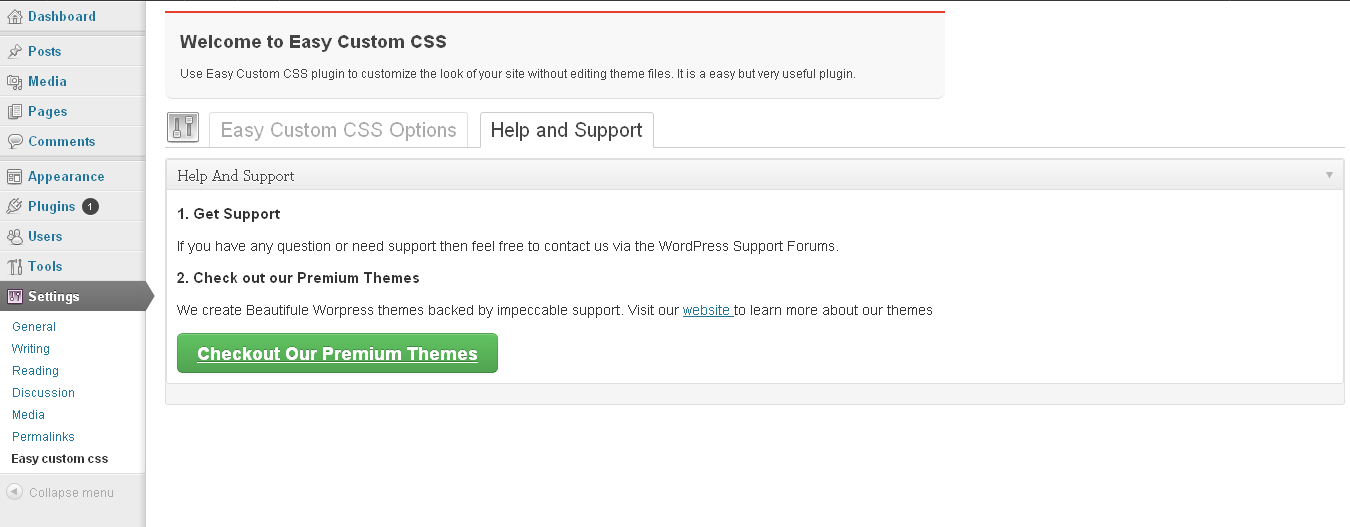 Dashboard
Posts
Media
Pages
Comments
Appearance
Plugins 1
Users
Tools
Settings
General
Writing
Reading
Discussion
Media
Permalinks
Easy custom css
Collapse menu
Welcome to Easy Custom CSS
Use Easy Custom CSS plugin to customize the look of your site without editing theme files. It is a easy but very useful plugin.
Easy Custom CSS Options
Help and Support
Help And Support
1. Get Support
If you have any question or need support then feel free to contact us via the WordPress Support Forums.
2. Check out our Premium Themes
We create Beautifule Worpress themes backed by impeccable support. Visit our website to learn more about our themes
Checkout Our Premium Themes